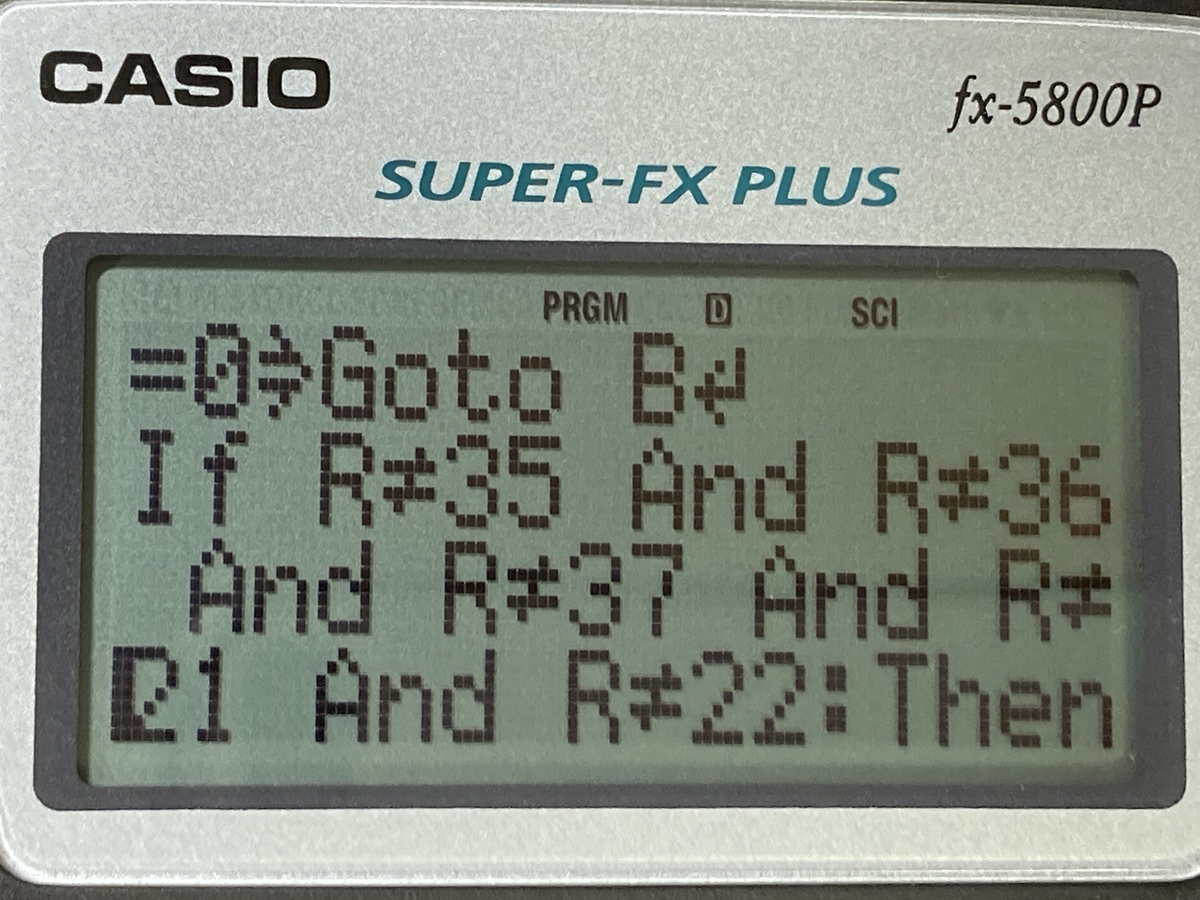 CASIO
fx-5800P
SUPER-FX PLUS
PRGM D SCI
=0⇒Goto B↵
If R≠35 And R≠36
And R≠37 And R≠
21 And R≠22:Then